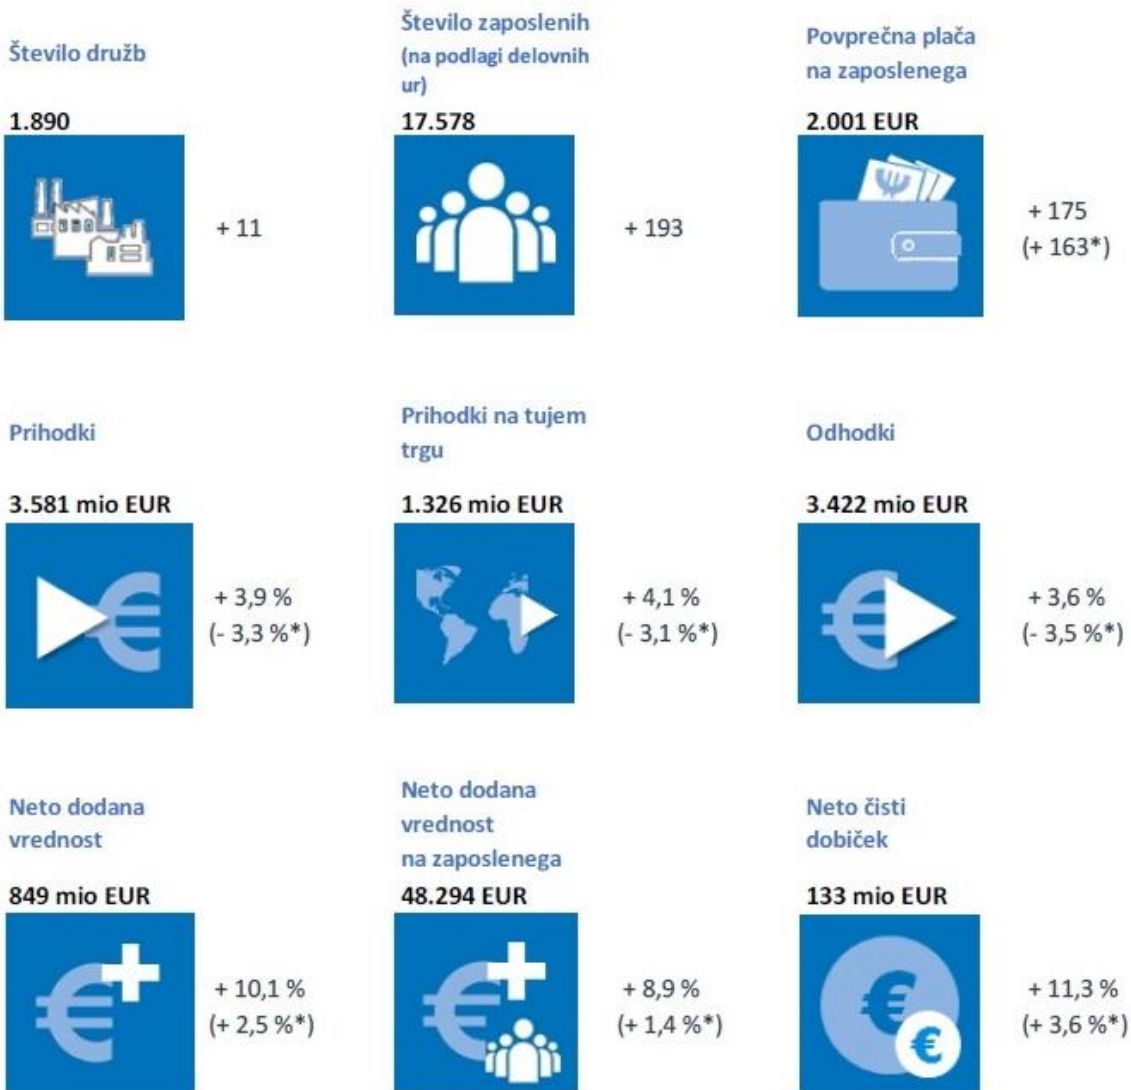 Število družb
1.890
+ 11
Število zaposlenih
(na podlagi delovnih
ur)
17.578
+ 193
Povprečna plača
na zaposlenega
2.001 EUR
+ 175
(+ 163*)
Prihodki
3.581 mio EUR
+ 3,9 %
(- 3,3 %*)
Prihodki na tujem
trgu
1.326 mio EUR
+ 4,1 %
(- 3,1 %*)
Odhodki
3.422 mio EUR
+ 3,6 %
(- 3,5 %*)
Neto dodana
vrednost
849 mio EUR
+ 10,1 %
(+ 2,5 %*)
Neto dodana
vrednost
na zaposlenega
48.294 EUR
+ 8,9 %
(+ 1,4 %*)
Neto čisti
dobiček
133 mio EUR
+ 11,3 %
(+ 3,6 %*)